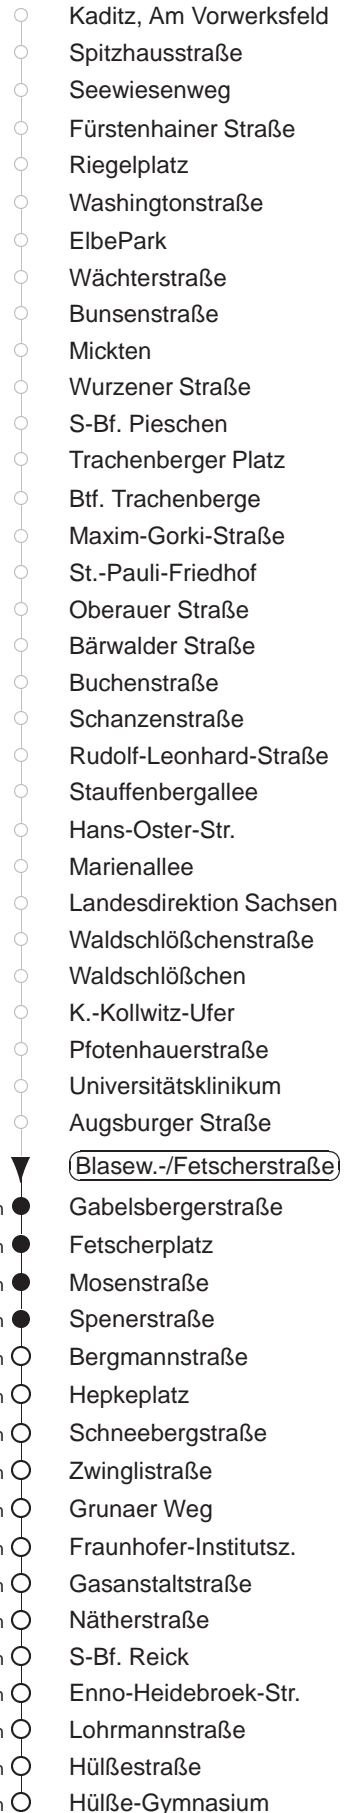 Kaditz, Am Vorwerksfeld
Spitzhausstraße
Seewiesenweg
Fürstenhainer Straße
Riegelplatz
Washingtonstraße
ElbePark
Wächterstraße
Bunsenstraße
Mickten
Wurzener Straße
S-Bf. Pieschen
Trachenberger Platz
Btf. Trachenberge
Maxim-Gorki-Straße
St.-Pauli-Friedhof
Oberauer Straße
Bärwalder Straße
Buchenstraße
Schanzenstraße
Rudolf-Leonhard-Straße
Stauffenbergallee
Hans-Oster-Str.
Marienallee
Landesdirektion Sachsen
Waldschlößchenstraße
Waldschlößchen
K.-Kollwitz-Ufer
Pfotenhauerstraße
Universitätsklinikum
Augsburger Straße
Blasew.-/Fetscherstraße
Gabelsbergerstraße
Fetscherplatz
Mosenstraße
Spenerstraße
Bergmannstraße
Hepkeplatz
Schneebergstraße
Zwinglistraße
Grunaer Weg
Fraunhofer-Institutsz.
Gasanstaltstraße
Nätherstraße
S-Bf. Reick
Enno-Heidebroek-Str.
Lohrmannstraße
Hülßestraße
Hülße-Gymnasium